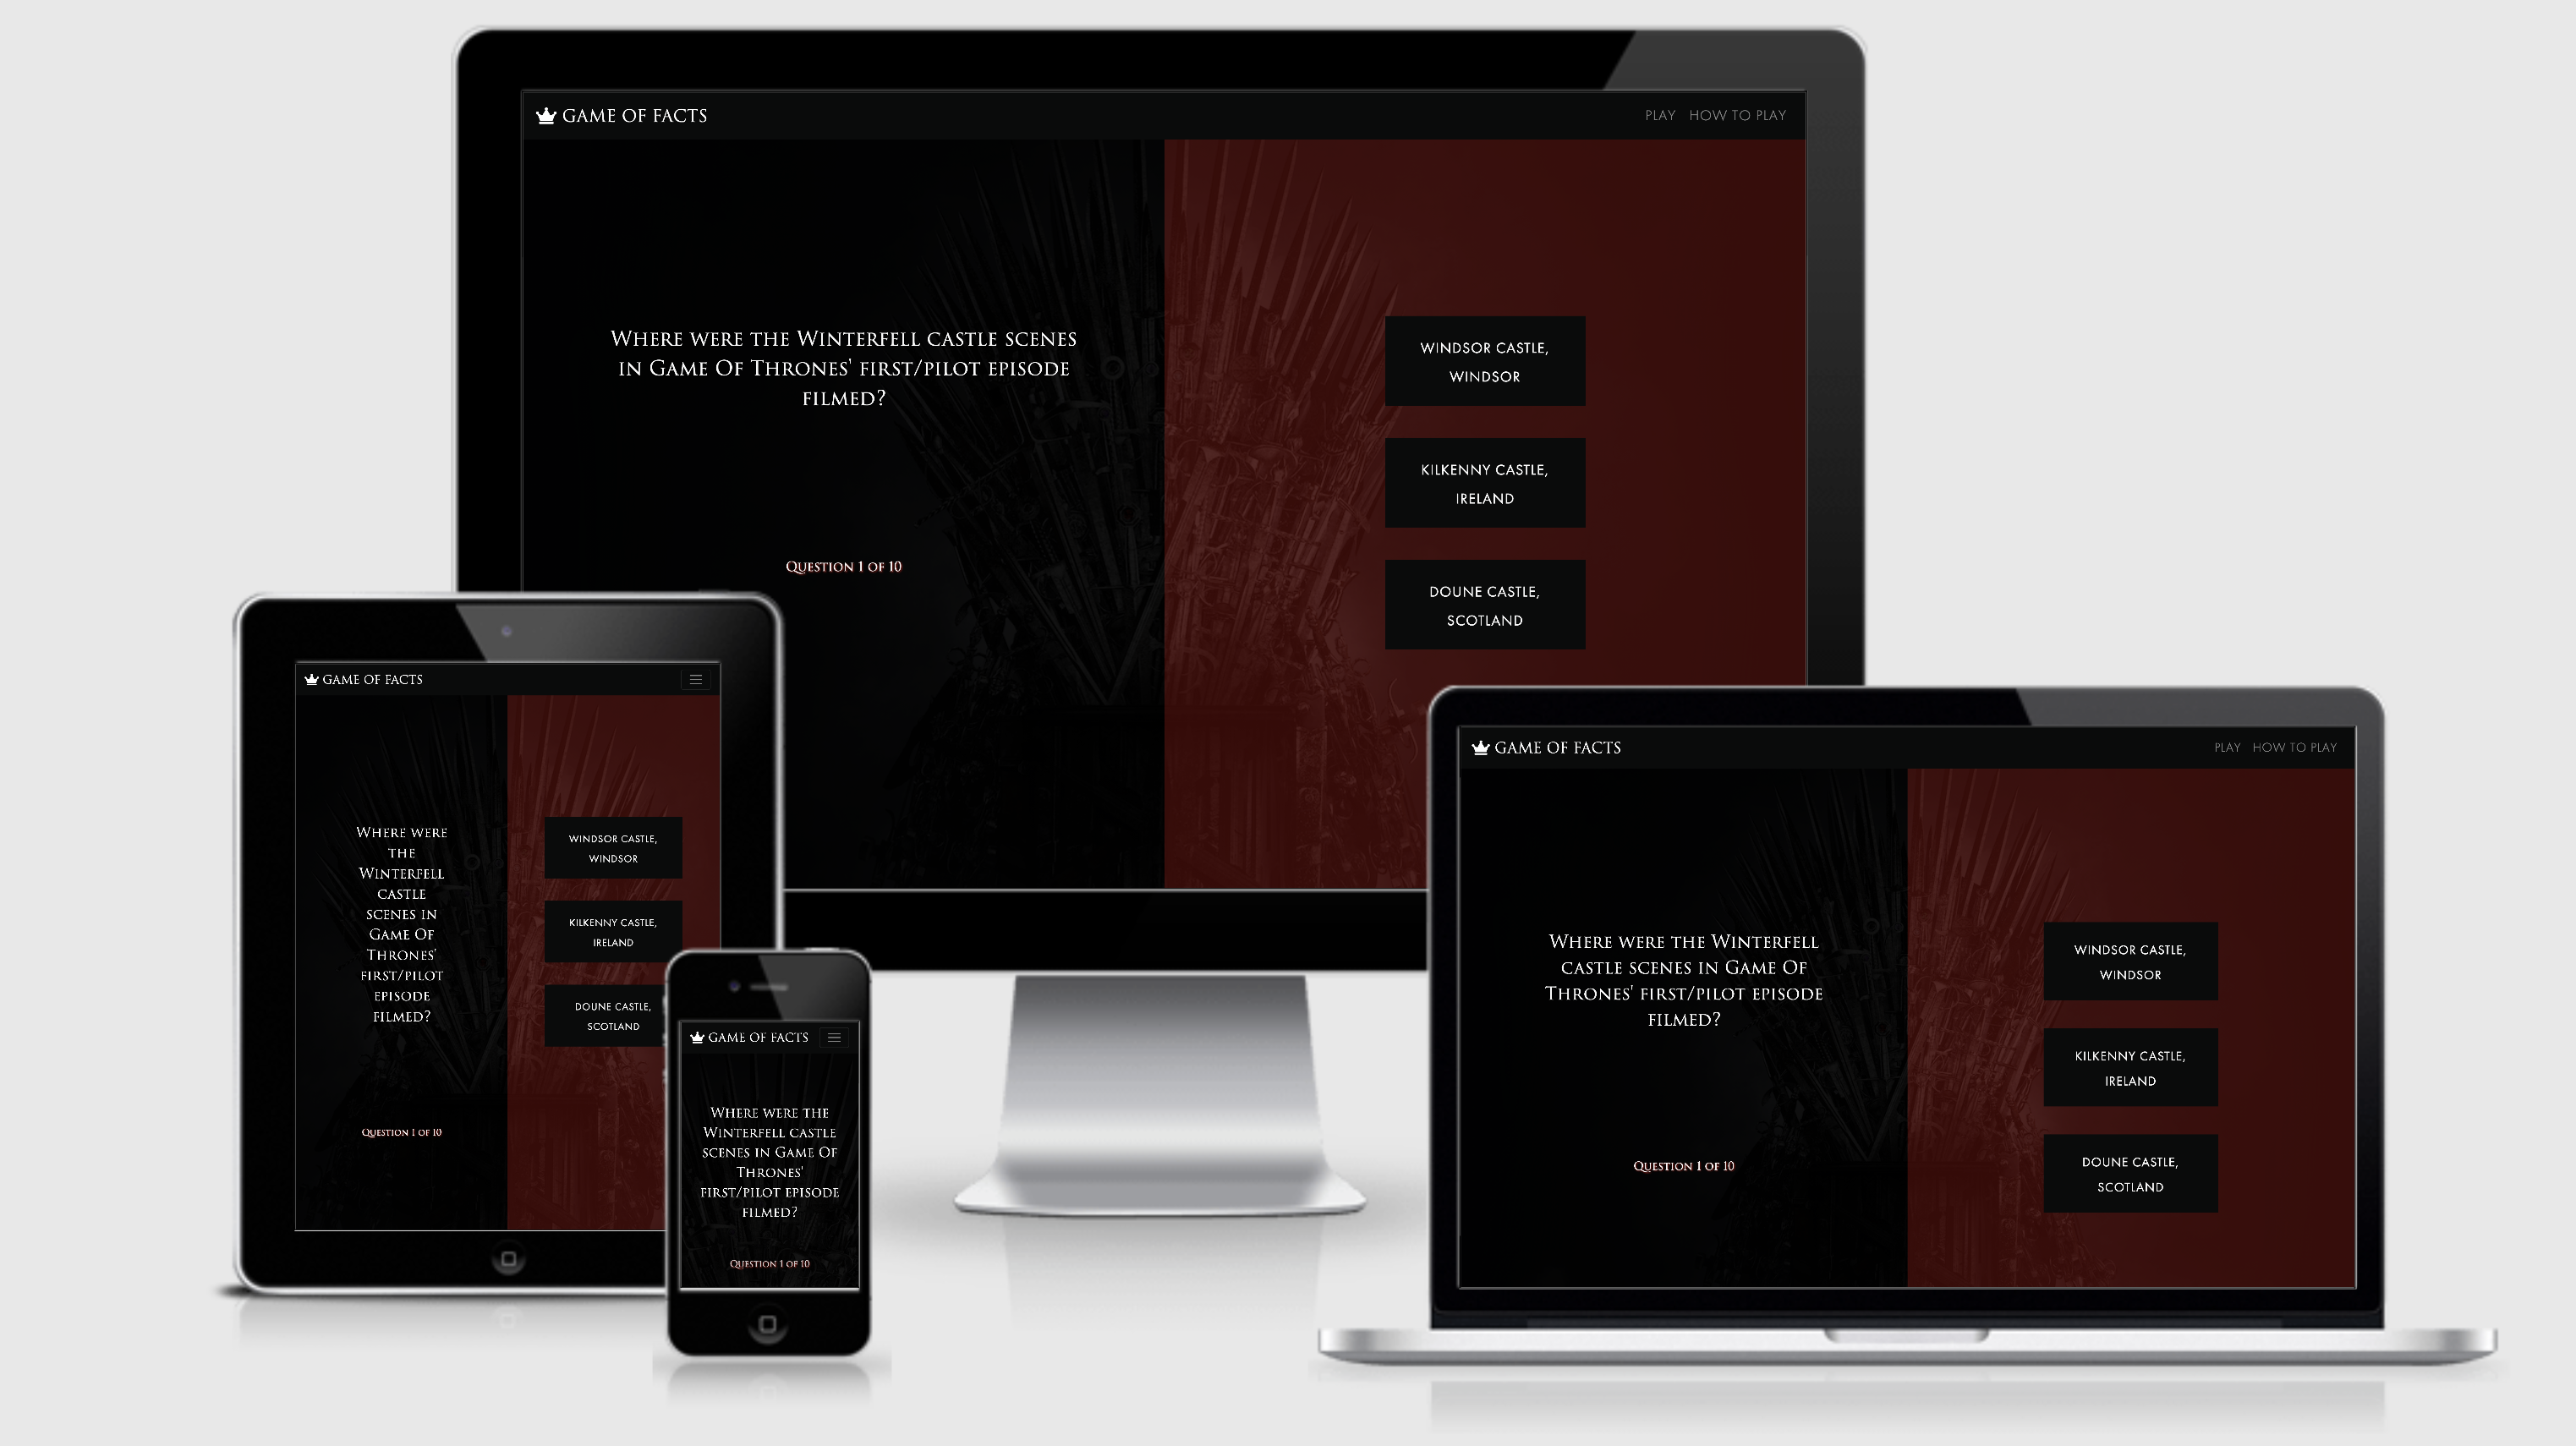 GAME OF FACTS
PLAY HOW TO PLAY
Where were the Winterfell castle scenes
in Game Of Thrones' first/pilot episode
filmed?
Question 1 of 10
WINDSOR CASTLE,
WINDSOR
KILKENNY CASTLE,
IRELAND
DOUNE CASTLE,
SCOTLAND
GAME OF FACTS
Where were
the
Winterfell
castle
scenes in
Game Of
Thrones'
first/pilot
episode
filmed?
Question 1 of 10
WINDSOR CASTLE,
WINDSOR
KILKENNY CASTLE,
IRELAND
DOUNE CASTLE,
SCOTLAND
GAME OF FACTS
Where were the
Winterfell castle
scenes in Game Of
Thrones'
first/pilot episode
filmed?
Question 1 of 10
GAME OF FACTS
PLAY HOW TO PLAY
Where were the Winterfell
castle scenes in Game Of
Thrones' first/pilot episode
filmed?
Question 1 of 10
WINDSOR CASTLE,
WINDSOR
KILKENNY CASTLE,
IRELAND
DOUNE CASTLE,
SCOTLAND